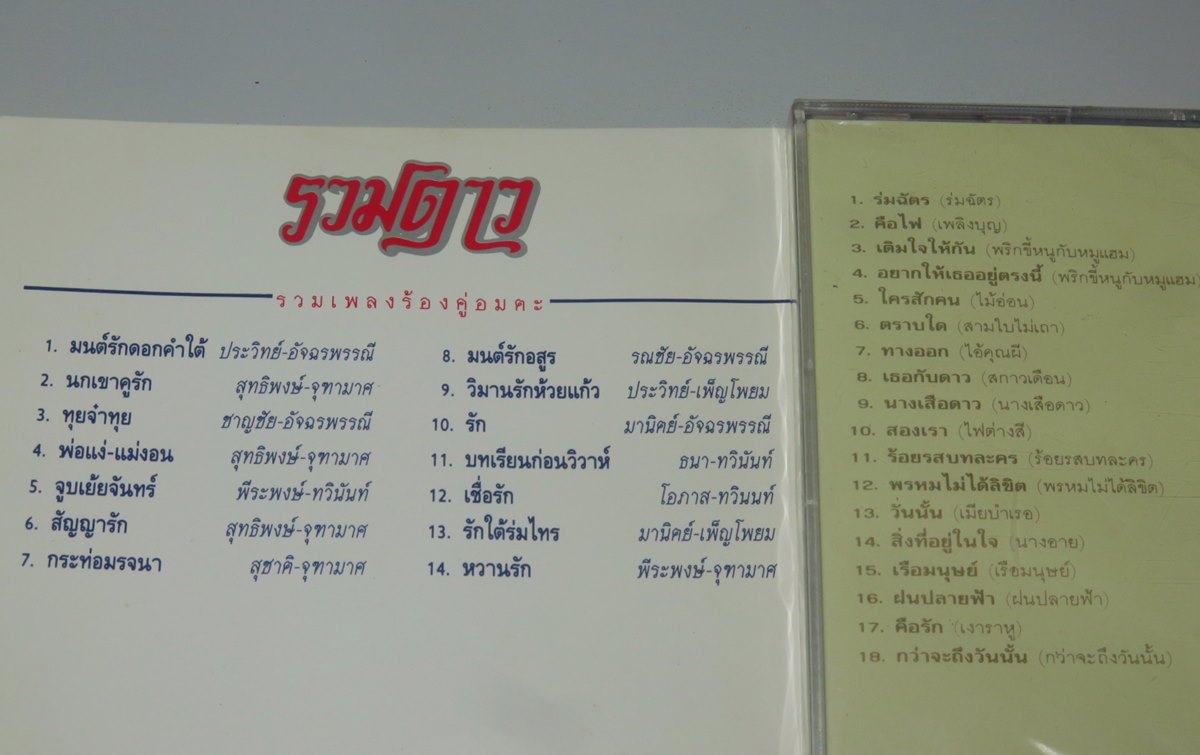 รวมดาว
รวมเพลงร้องคู่อมตะ
1. มนต์รักดอกคำใต้ ประวิทย์-อัจฉรพรรณี
2. นกเขาคูรัก สุทธิพงษ์-จุฑามาศ
3. ทุยจ๋าทุย ชาญชัย-อัจฉรพรรณี
4. พ่อแง่-แม่งอน สุทธิพงษ์-จุฑามาศ
5. จูบเย้ยจันทร์ พีระพงษ์-ทวินันท์
6. สัญญารัก สุทธิพงษ์-จุฑามาศ
7. กระท่อมรจนา สุชาคิ-จุฑามาศ
8. มนต์รักอสูร รณชัย-อัจฉรพรรณี
9. วิมานรักห้วยแก้ว ประวิทย์-เพ็ญโพยม
10. รัก มานิคย์-อัจฉรพรรณี
11. บทเรียนก่อนวิวาห์ ธนา-ทวินันท์
12. เชื่อรัก โอภาส-ทวินนท์
13. รักใต้ร่มไทร มานิคย์-เพ็ญโพยม
14. หวานรัก พีระพงษ์-จุฑามาศ
1. ร่มฉัตร (ร่มฉัตร)
2. คือไฟ (เพลิงบุญ)
3. เติมใจให้กัน (พริกขี้หนูกับหมูแฮม)
4. อยากให้เธออยู่ตรงนี้ (พริกขี้หนูกับหมูแฮม)
5. ใครสักคน (ไม้อ่อน)
6. ตราบใด (สามใบไม่เถา)
7. ทางออก (ไอ้คุณผี)
8. เธอกับดาว (สกาวเดือน)
9. นางเสือดาว (นางเสือดาว)
10. สองเรา (ไฟต่างสี)
11. ร้อยรสบทละคร (ร้อยรสบทละคร)
12. พรหมไม่ได้ลิขิต (พรหมไม่ได้ลิขิต)
13. วันนั้น (เมียบำเรอ)
14. สิ่งที่อยู่ในใจ (นางอาย)
15. เรือมนุษย์ (เรือมนุษย์)
16. ฝนปลายฟ้า (ฝนปลายฟ้า)
17. คือรัก (เงาราหู)
18. กว่าจะถึงวันนั้น (กว่าจะถึงวันนั้น)